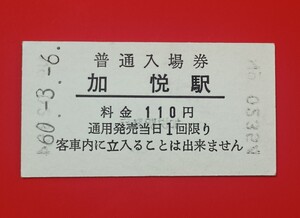 60.-3.-6.
普通入場券
加悦駅
料金 110円
通用発売当日1回限り
客車内に立入ることは出来ません